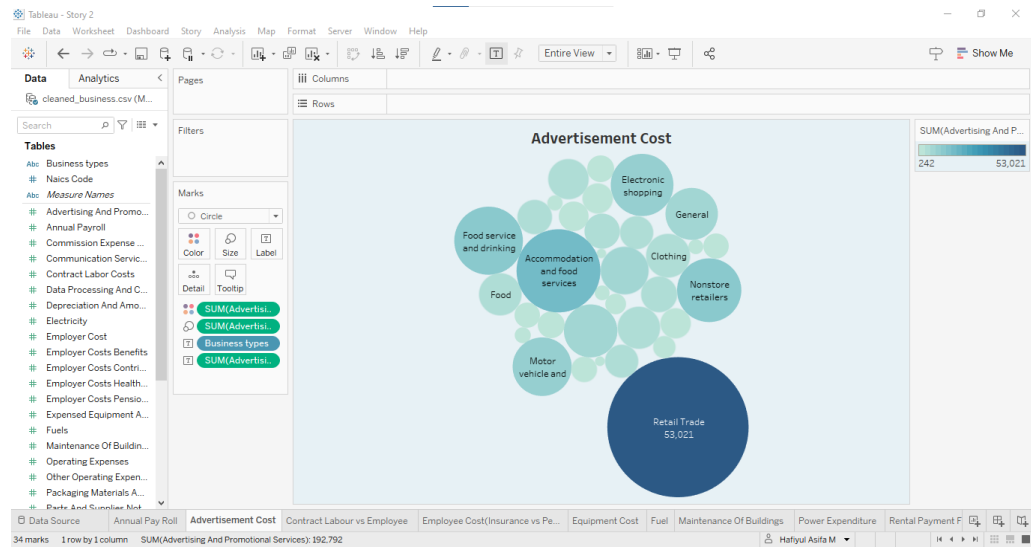 Tableau - Story 2
File Data Worksheet Dashboard Story Analysis Map Format Server Window Help
Entire View
Show Me
Data Analytics
Pages
Columns
cleaned_business.csv (M...
Rows
Search
Filters
Tables
Abc Business types
# Naics Code
Abc Measure Names
# Advertising And Promo...
# Annual Payroll
# Commission Expense ...
# Communication Servic...
# Contract Labor Costs
# Data Processing And C...
# Depreciation And Amo...
# Electricity
# Employer Cost
# Employer Costs Benefits
# Employer Costs Contri...
# Employer Costs Health...
# Employer Costs Pensio...
# Expensed Equipment A...
# Fuels
# Maintenance Of Buildin...
# Operating Expenses
# Other Operating Expen...
# Packaging Materials A...
# Parts And Supplies Not
Marks
Circle
Color Size Label
Detail Tooltip
SUM(Advertisi..
SUM(Advertisi..
Business types
SUM(Advertisi..
Advertisement Cost
Electronic
shopping
General
Food service
and drinking
Clothing
Accommodation
and food
services
Nonstore
retailers
Food
Motor
vehicle and
Retail Trade
53,021
SUM(Advertising And P...
242 53,021
Data Source Annual Pay Roll Advertisement Cost Contract Labour vs Employee Employee Cost(Insurance vs Pe... Equipment Cost Fuel Maintenance Of Buildings Power Expenditure Rental Payment F
34 marks 1 row by 1 column SUM(Advertising And Promotional Services): 192,792 Hafiyul Asifa M